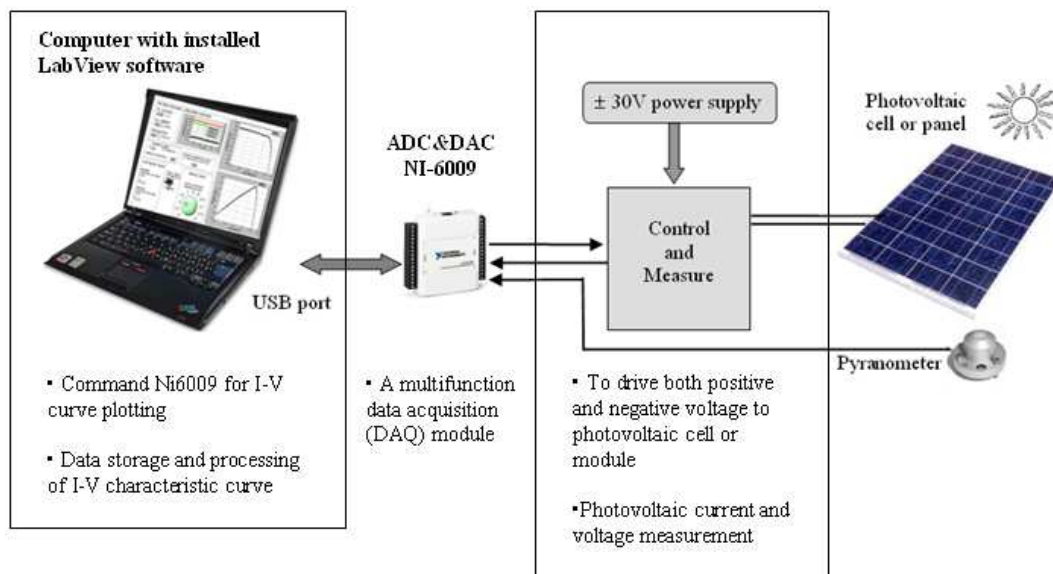 Computer with installed
LabView software
ADC&DAC
NI-6009
USB port
▪ Command Ni6009 for I-V
curve plotting
▪ Data storage and processing
of I-V characteristic curve
▪ A multifunction
data acquisition
(DAQ) module
± 30V power supply
Control
and
Measure
▪ To drive both positive
and negative voltage to
photovoltaic cell or
module
▪Photovoltaic current and
voltage measurement
Photovoltaic
cell or panel
Pyranometer